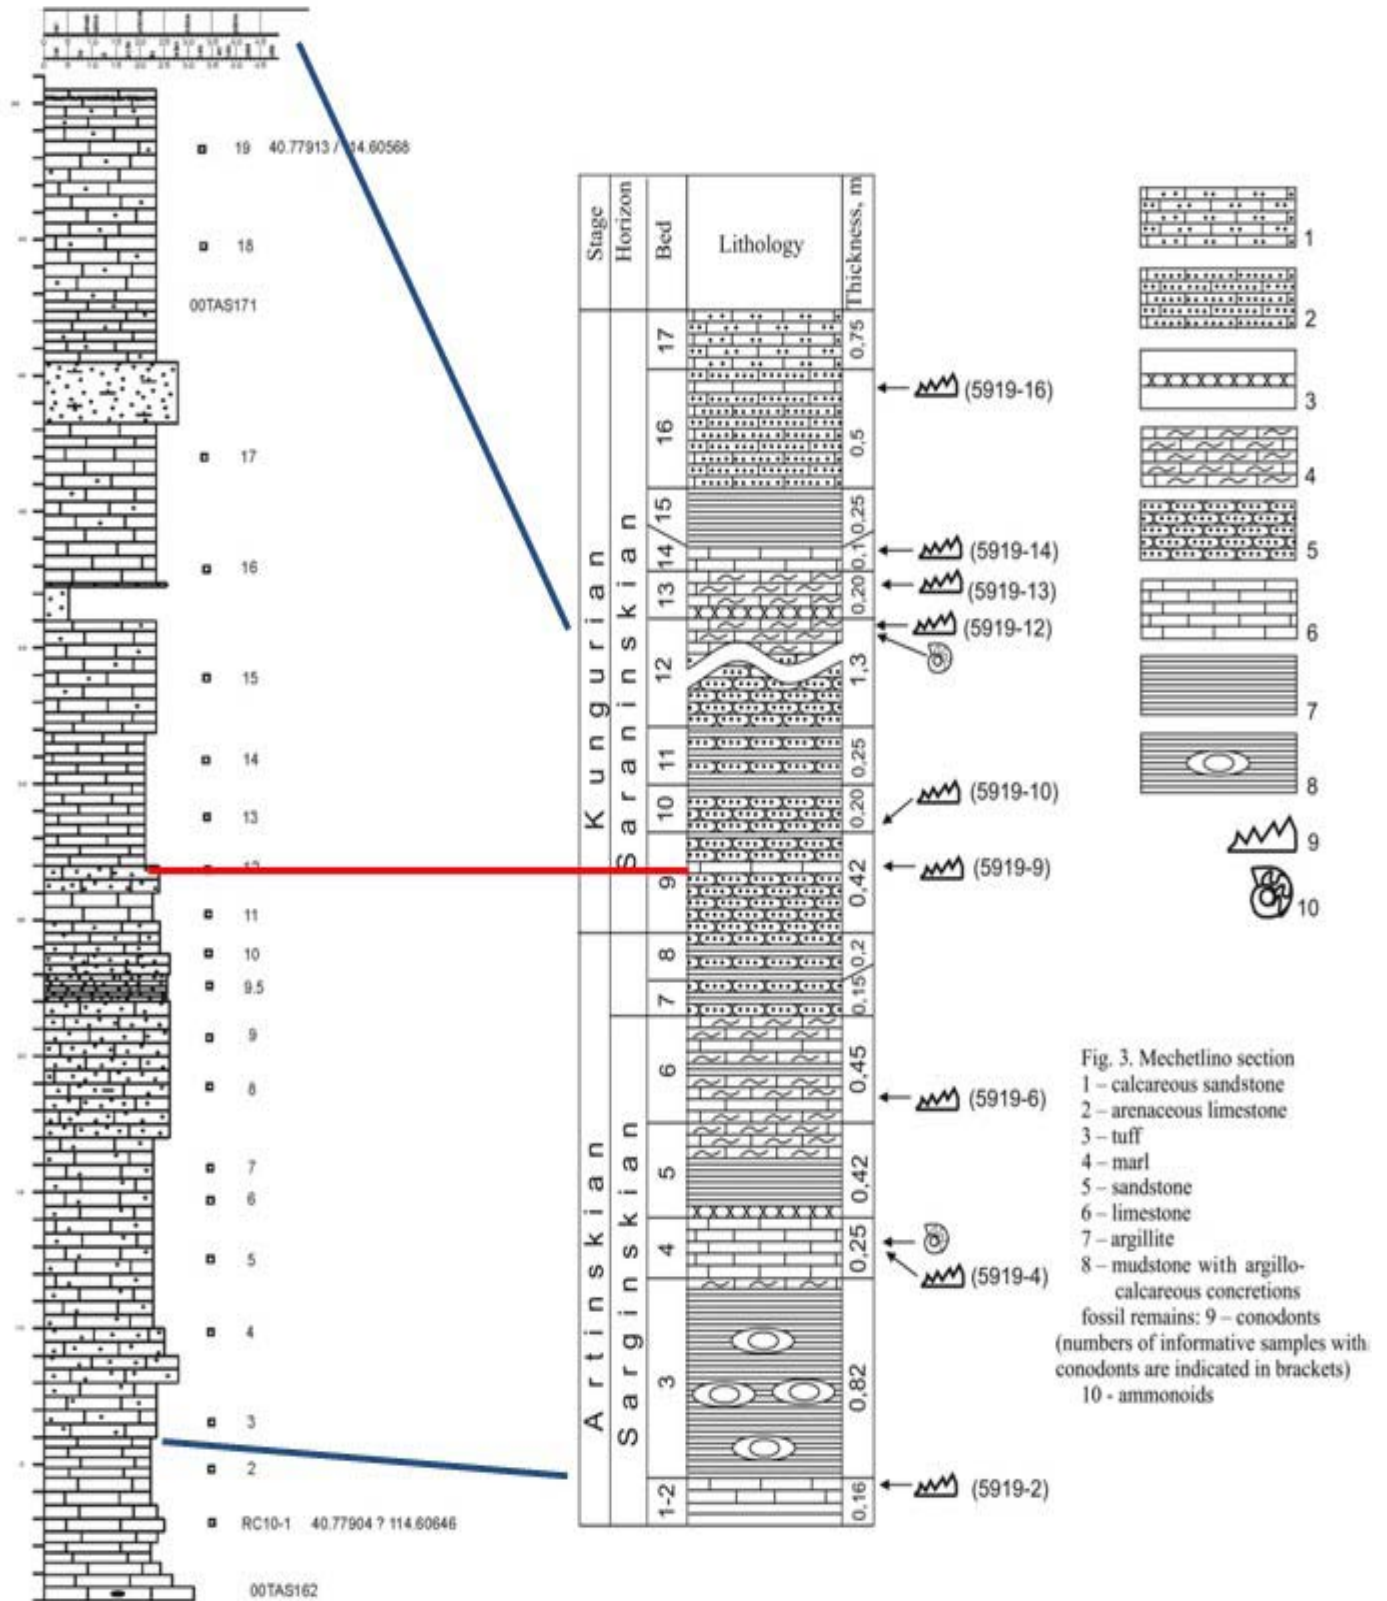 19 40.77913 / 114.60568
18
00TAS171
17
16
15
14
13
12
11
10
9.5
9
8
7
6
5
4
3
2
RC10-1 40.77904 ? 114.60646
00TAS162
Stage
Horizon
Bed
Lithology
Thickness, m
Kungurian
Artinskian
Saraninskian
Sarginskian
17 0,75
16 0,5
15 0,25
14 0,1
13 0,20
12 1,3
11 0,25
10 0,20
9 0,42
8 0,2
7 0,15
6 0,45
5 0,42
4 0,25
3 0,82
1-2 0,16
(5919-16)
(5919-14)
(5919-13)
(5919-12)
(5919-10)
(5919-9)
(5919-6)
(5919-4)
(5919-2)
1
2
3
4
5
6
7
8
9
10
Fig. 3. Mechetlino section
1 – calcareous sandstone
2 – arenaceous limestone
3 – tuff
4 – marl
5 – sandstone
6 – limestone
7 – argillite
8 – mudstone with argillo-
calcareous concretions
fossil remains: 9 – conodonts
(numbers of informative samples with
conodonts are indicated in brackets)
10 - ammonoids